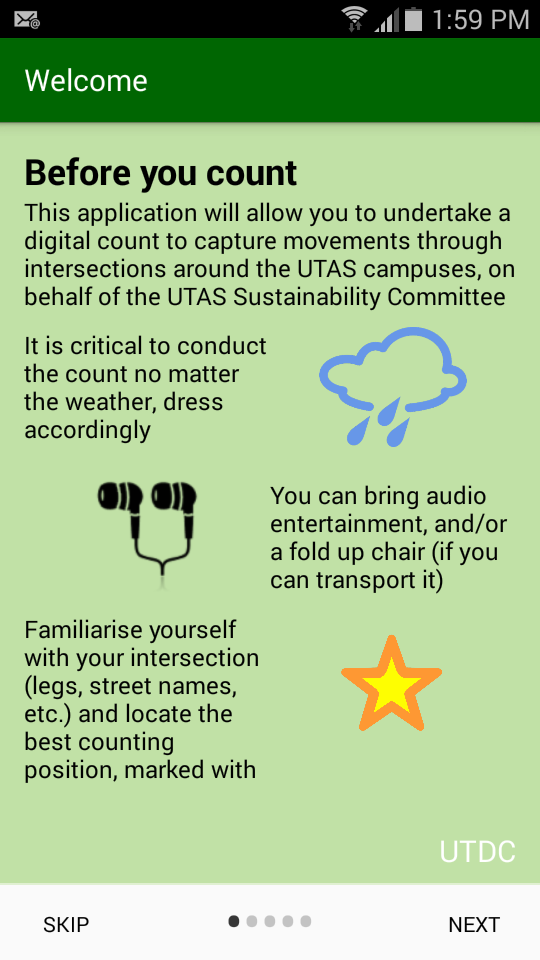 1:59 PM
Welcome
Before you count
This application will allow you to undertake a
digital count to capture movements through
intersections around the UTAS campuses, on
behalf of the UTAS Sustainability Committee
It is critical to conduct
the count no matter
the weather, dress
accordingly
You can bring audio
entertainment, and/or
a fold up chair (if you
can transport it)
Familiarise yourself
with your intersection
(legs, street names,
etc.) and locate the
best counting
position, marked with
UTDC
SKIP
NEXT